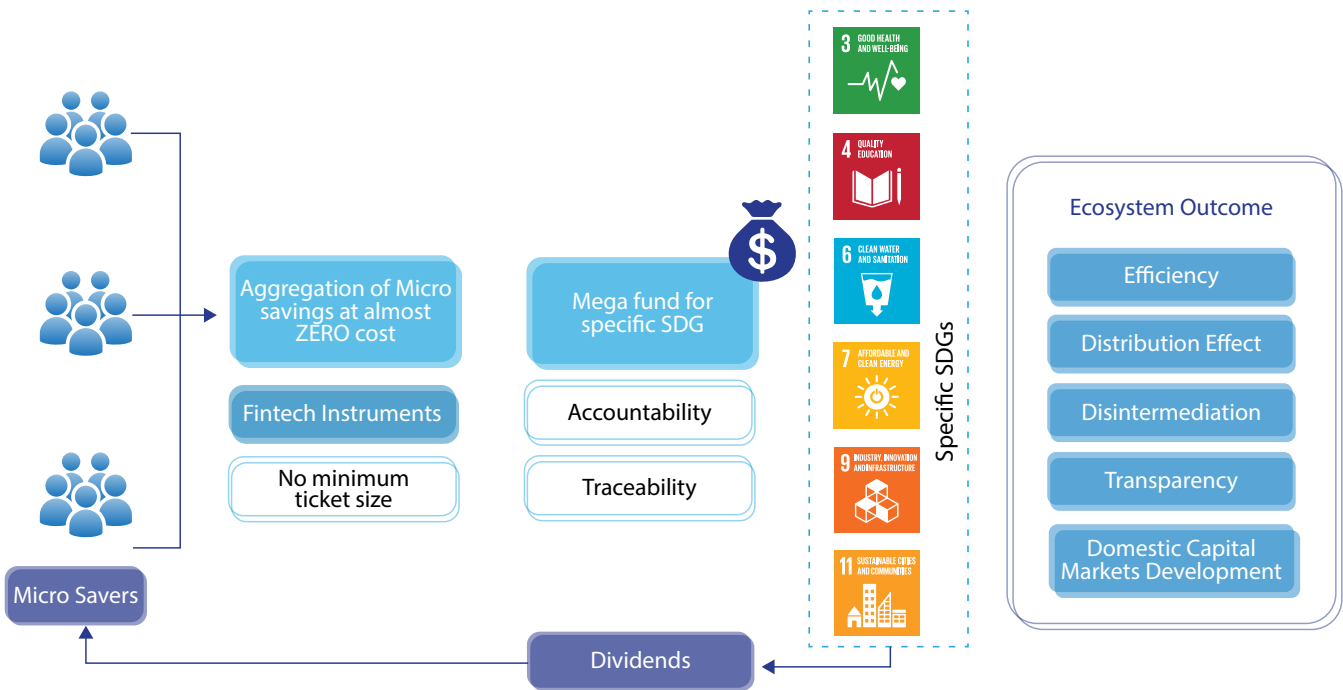 Micro Savers
Aggregation of Micro
savings at almost
ZERO cost
Fintech Instruments
No minimum
ticket size
Mega fund for
specific SDG
Accountability
Traceability
$
Dividends
3 GOOD HEALTH
AND WELL-BEING
4 QUALITY
EDUCATION
6 CLEAN WATER
AND SANITATION
7 AFFORDABLE AND
CLEAN ENERGY
9 INDUSTRY, INNOVATION
ANDINFRASTRUCTURE
11 SUSTAINABLE CITIES
AND COMMUNITIES
Specific SDGs
Ecosystem Outcome
Efficiency
Distribution Effect
Disintermediation
Transparency
Domestic Capital
Markets Development